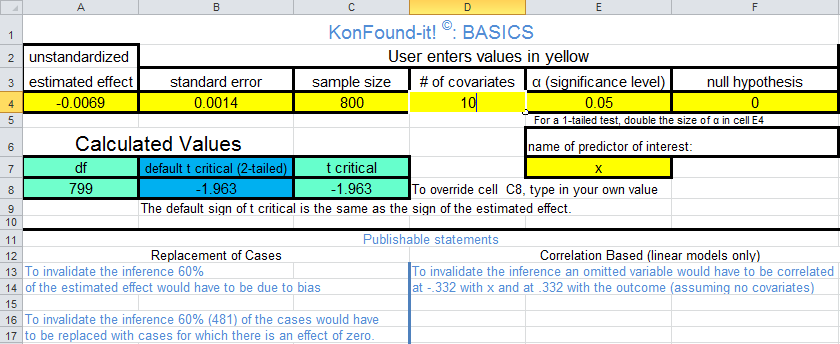 A B C D E F
1 KonFound-it! ©: BASICS
2 unstandardized User enters values in yellow
3 estimated effect standard error sample size # of covariates α (significance level) null hypothesis
4 -0.0069 0.0014 800 10 0.05 0
5 For a 1-tailed test, double the size of α in cell E4
6 Calculated Values name of predictor of interest:
7 df default t critical (2-tailed) t critical x
8 799 -1.963 -1.963 To override cell C8, type in your own value
9 The default sign of t critical is the same as the sign of the estimated effect.
10
11 Publishable statements
12 Replacement of Cases Correlation Based (linear models only)
13 To invalidate the inference 60% To invalidate the inference an omitted variable would have to be correlated
14 of the estimated effect would have to be due to bias at -.332 with x and at .332 with the outcome (assuming no covariates)
15
16 To invalidate the inference 60% (481) of the cases would have
17 to be replaced with cases for which there is an effect of zero.